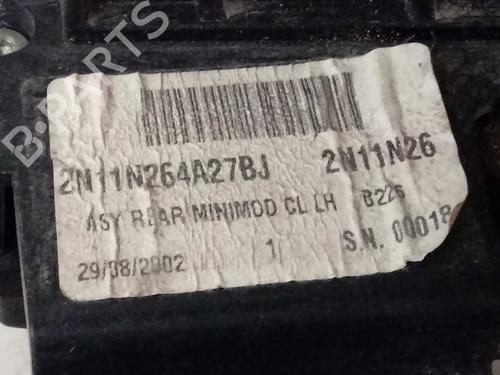 B-PARTS
2N11N264A27BJ 2N11N26
ASY REAR MINIMOD CL LH B226
29/08/2002 1 S.N. 00018